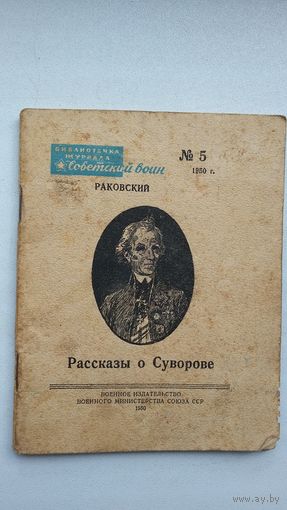 БИБЛИОТЕЧКА
ЖУРНАЛА
Советский воин
№ 5
1950 г.
РАКОВСКИЙ
Рассказы о Суворове
ВОЕННОЕ ИЗДАТЕЛЬСТВО
ВОЕННОГО МИНИСТЕРСТВА СОЮЗА ССР
1950
ay.by